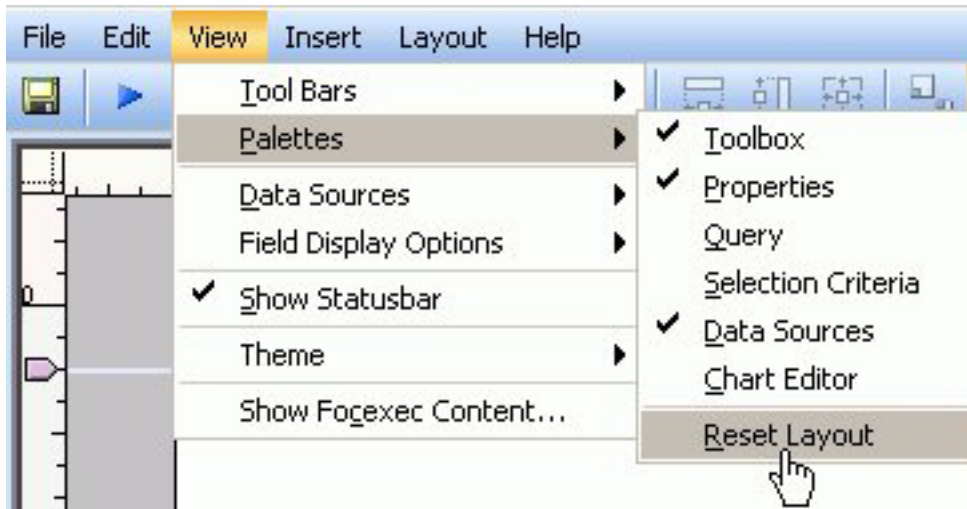 File Edit View Insert Layout Help
Tool Bars
Palettes
Data Sources
Field Display Options
Show Statusbar
Theme
Show Focexec Content...
Toolbox
Properties
Query
Selection Criteria
Data Sources
Chart Editor
Reset Layout
0